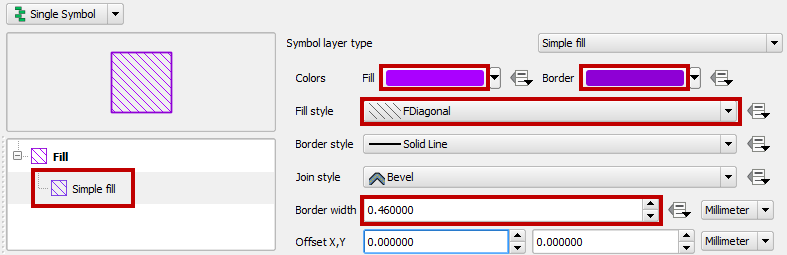 Single Symbol
Symbol layer type Simple fill
Colors Fill Border
Fill style FDiagonal
Border style Solid Line
Fill
Join style Bevel
Simple fill
Border width 0.460000 Millimeter
Offset X,Y 0.000000 0.000000 Millimeter